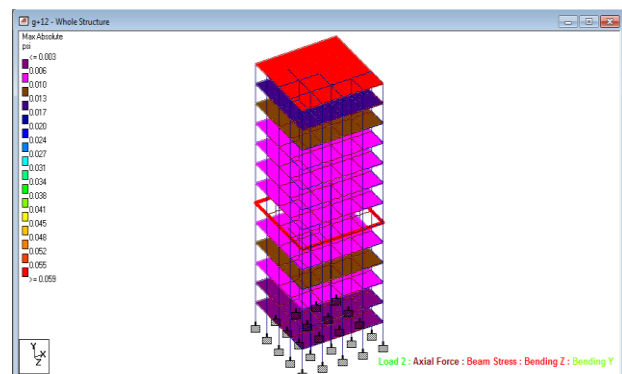 g+12 - Whole Structure
Max Absolute
psi
<= 0.003
0.006
0.010
0.013
0.017
0.020
0.024
0.027
0.031
0.034
0.038
0.041
0.045
0.048
0.052
0.055
>= 0.059
Y
X
Z
Load 2 : Axial Force : Beam Stress : Bending Z : Bending Y